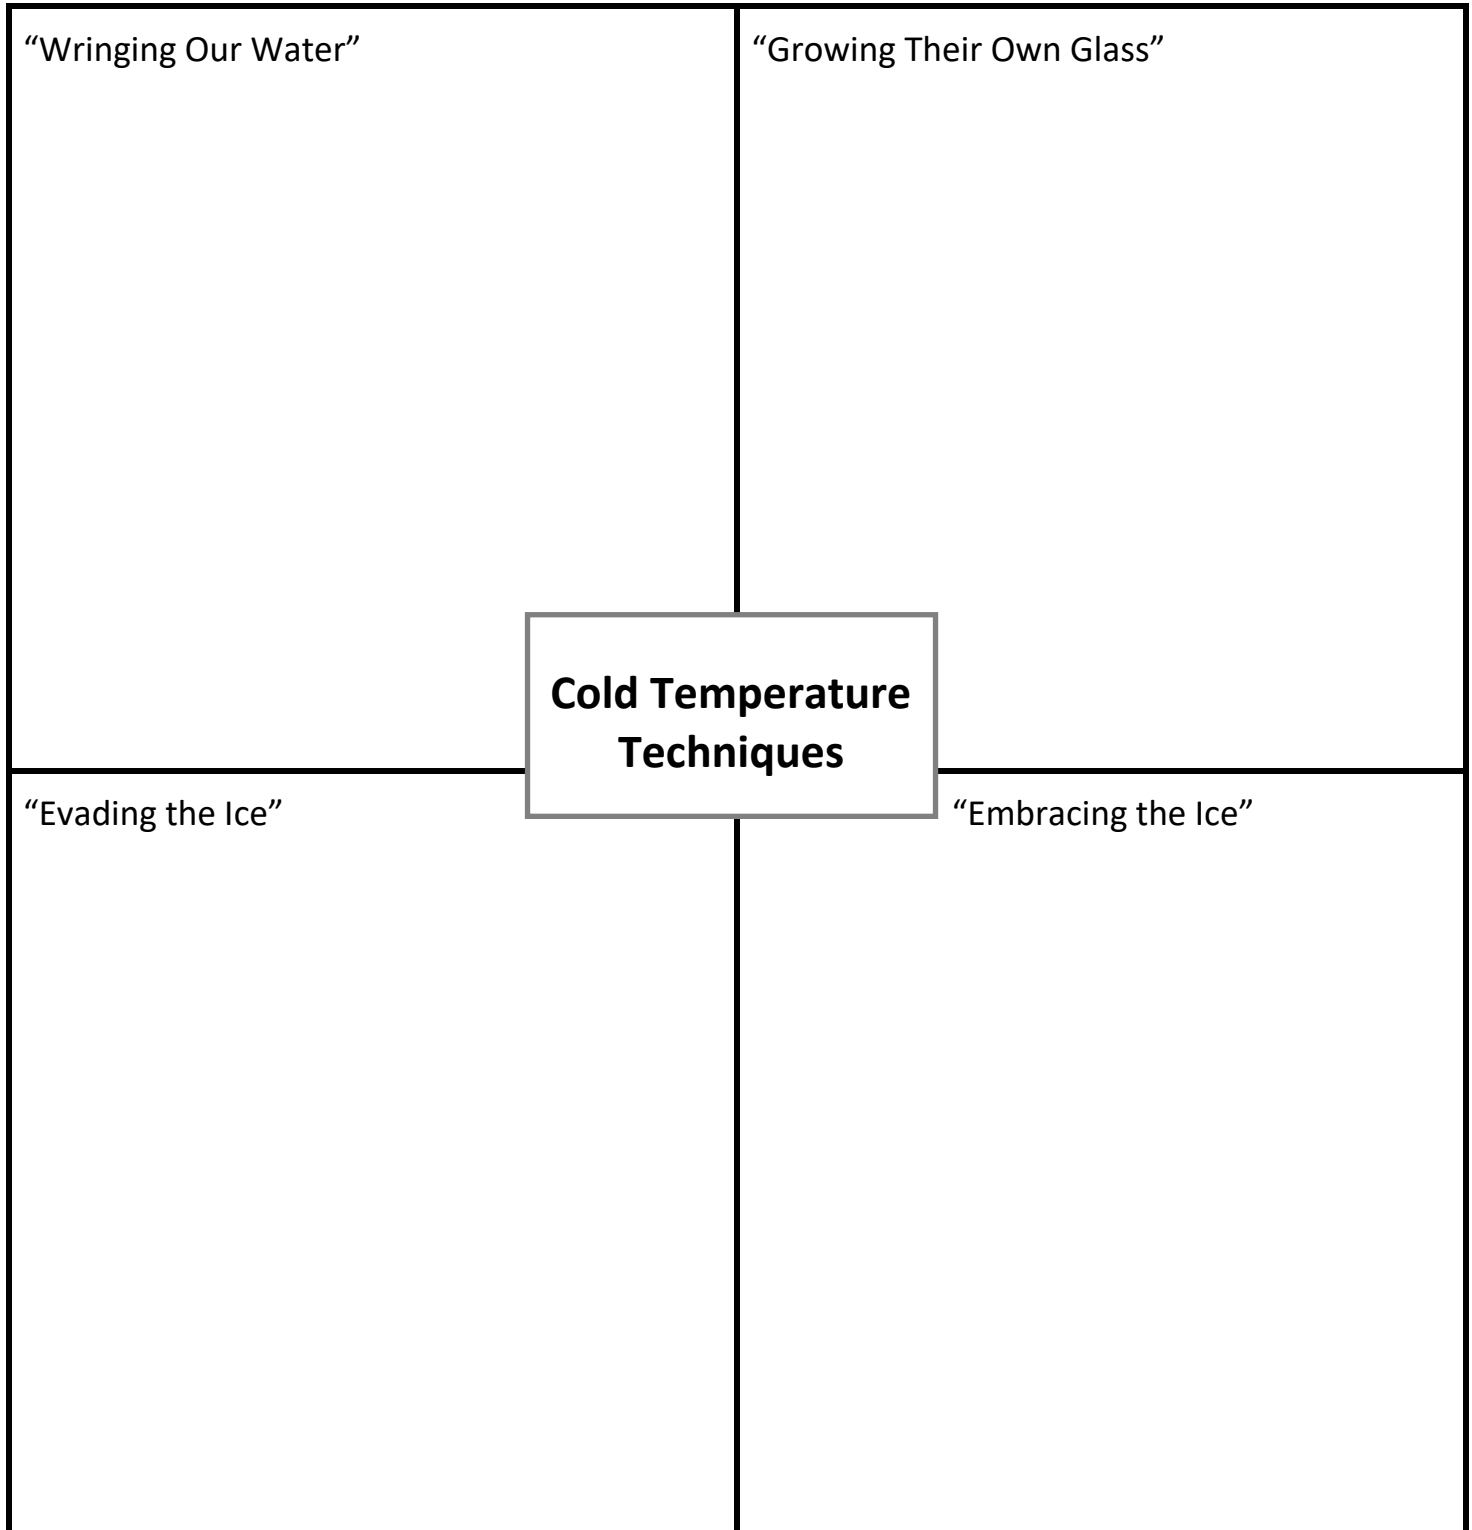 “Wringing Our Water”
“Growing Their Own Glass”
Cold Temperature
Techniques
“Evading the Ice”
“Embracing the Ice”